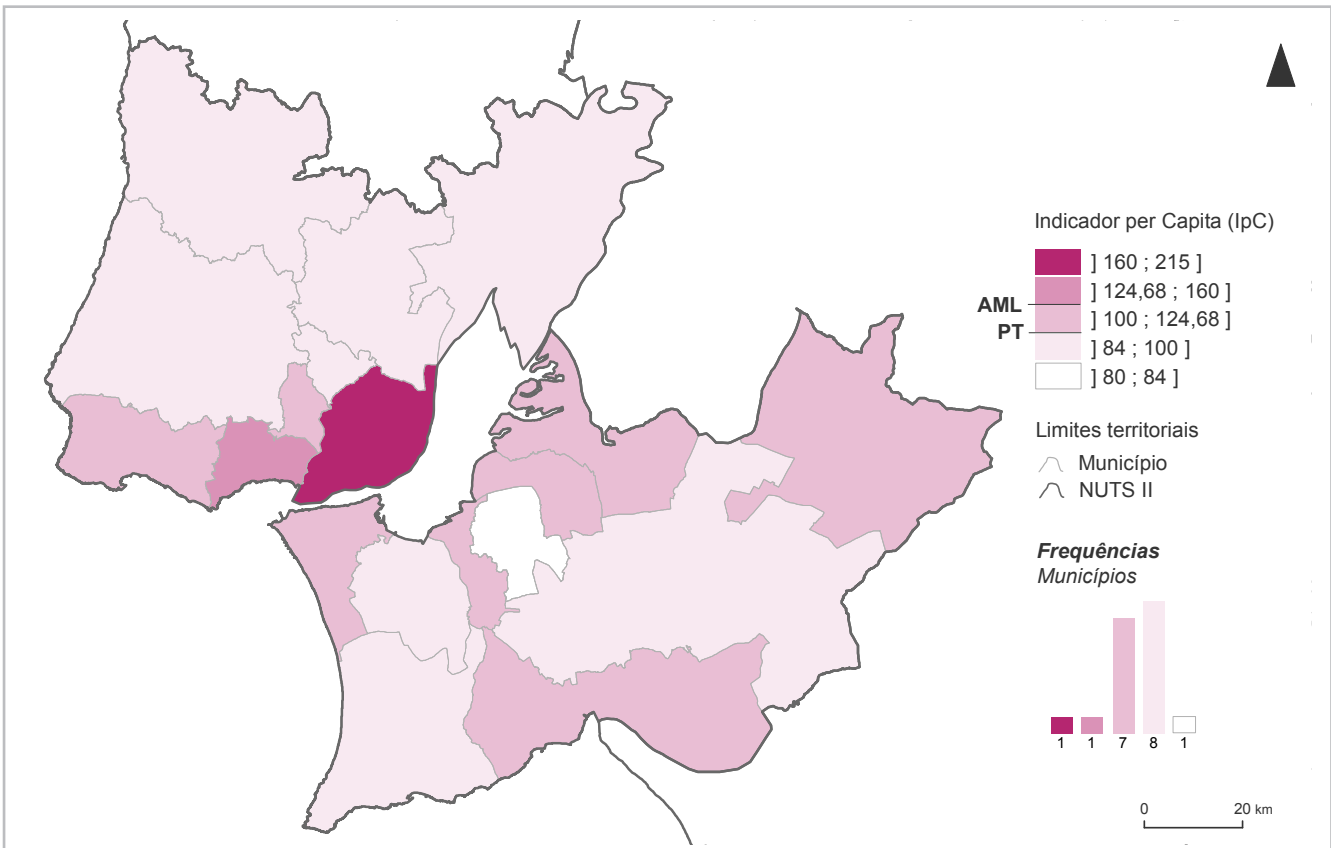 Indicador per Capita (IpC)
] 160 ; 215 ]
] 124,68 ; 160 ]
AML
] 100 ; 124,68 ]
PT
] 84 ; 100 ]
] 80 ; 84 ]
Limites territoriais
Município
NUTS II
Frequências
Municípios
1 1 7 8 1
0 20 km